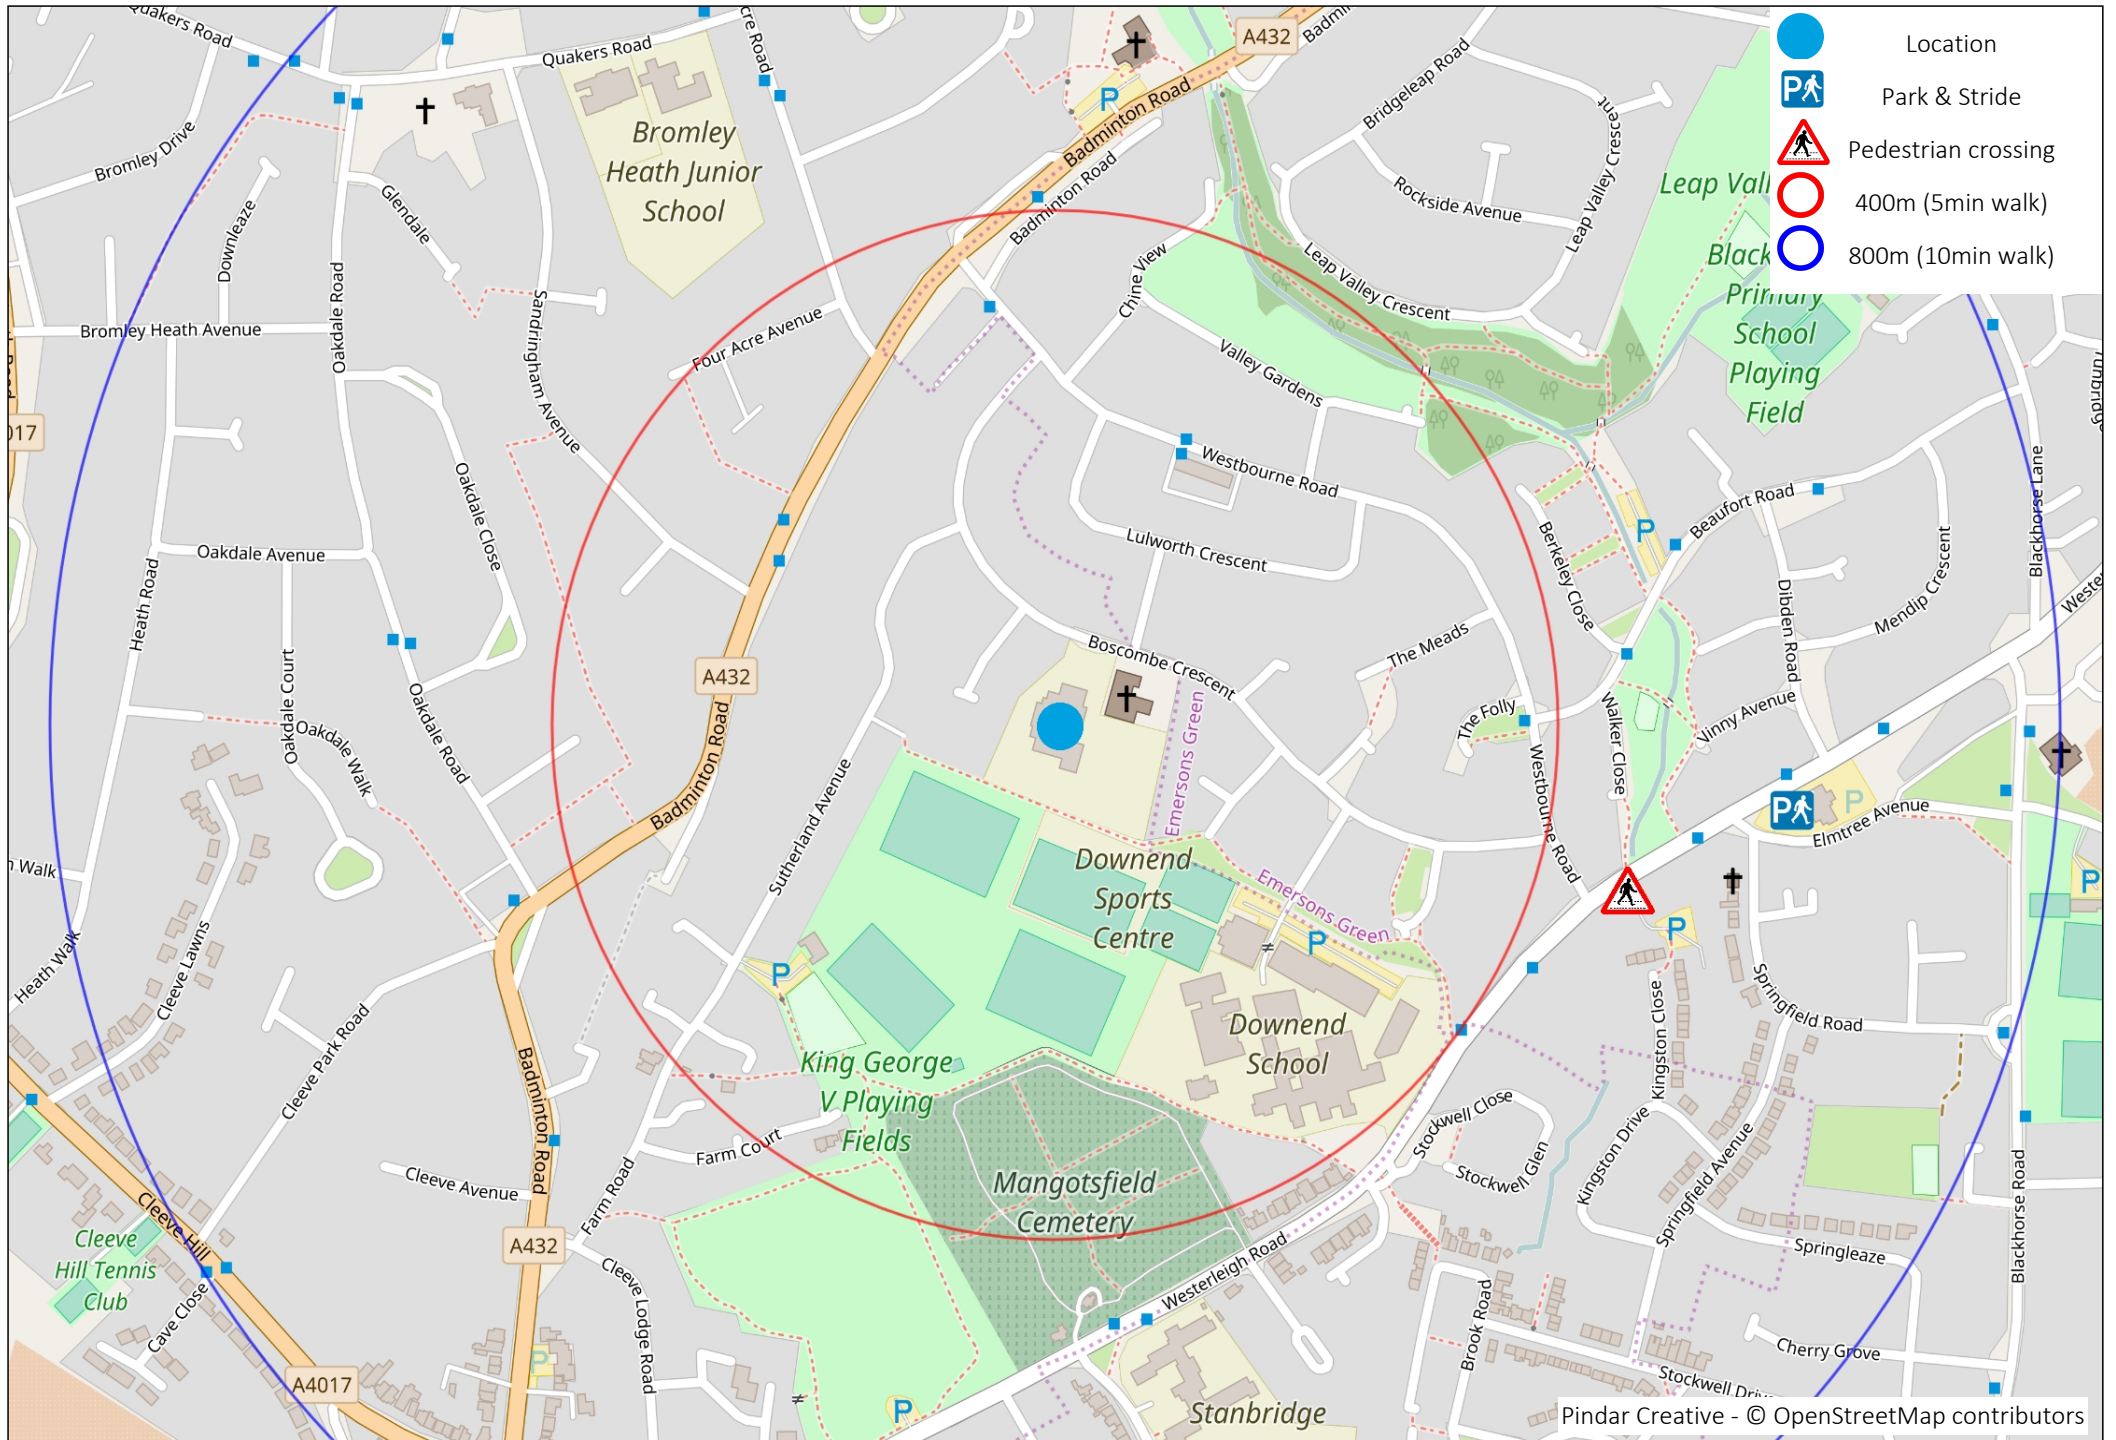 Quakers Road
Quakers Road
A432
Badminton Road
Location
Park & Stride
Pedestrian crossing
400m (5min walk)
800m (10min walk)
Bromley
Heath Junior
School
Bromley Drive
Downleaze
Glendale
Oakdale Road
Bromley Heath Avenue
Sandringham Avenue
Four Acre Avenue
Badminton Road
Chine View
Bridgeleap Road
Rockside Avenue
Leap Valley Crescent
Leap Valley Crescent
Primary
School
Playing
Field
Valley Gardens
Westbourne Road
Lulworth Crescent
Oakdale Close
Oakdale Avenue
Heath Road
Oakdale Court
Oakdale Walk
Oakdale Road
A432
Badminton Road
Boscombe Crescent
The Meads
The Folly
Berkeley Close
Beaufort Road
Dibden Road
Mendip Crescent
Blackhorse Lane
Vinny Avenue
Walker Close
Westbourne Road
Elmtree Avenue
Sutherland Avenue
Emersons Green
Emersons Green
Downend
Sports
Centre
Downend
School
King George
V Playing
Fields
Mangotsfield
Cemetery
Heath Walk
Cleeve Lawns
Cleeve Park Road
Badminton Road
Cleeve Avenue
Farm Road
Farm Court
Cleeve Hill
Cleeve
Hill Tennis
Club
Cave Close
A432
A4017
Cleeve Lodge Road
Westerleigh Road
Stanbridge
Stockwell Close
Stockwell Glen
Kingston Close
Kingston Drive
Springfield Road
Springfield Avenue
Springleaze
Blackhorse Road
Brook Road
Cherry Grove
Pindar Creative - © OpenStreetMap contributors